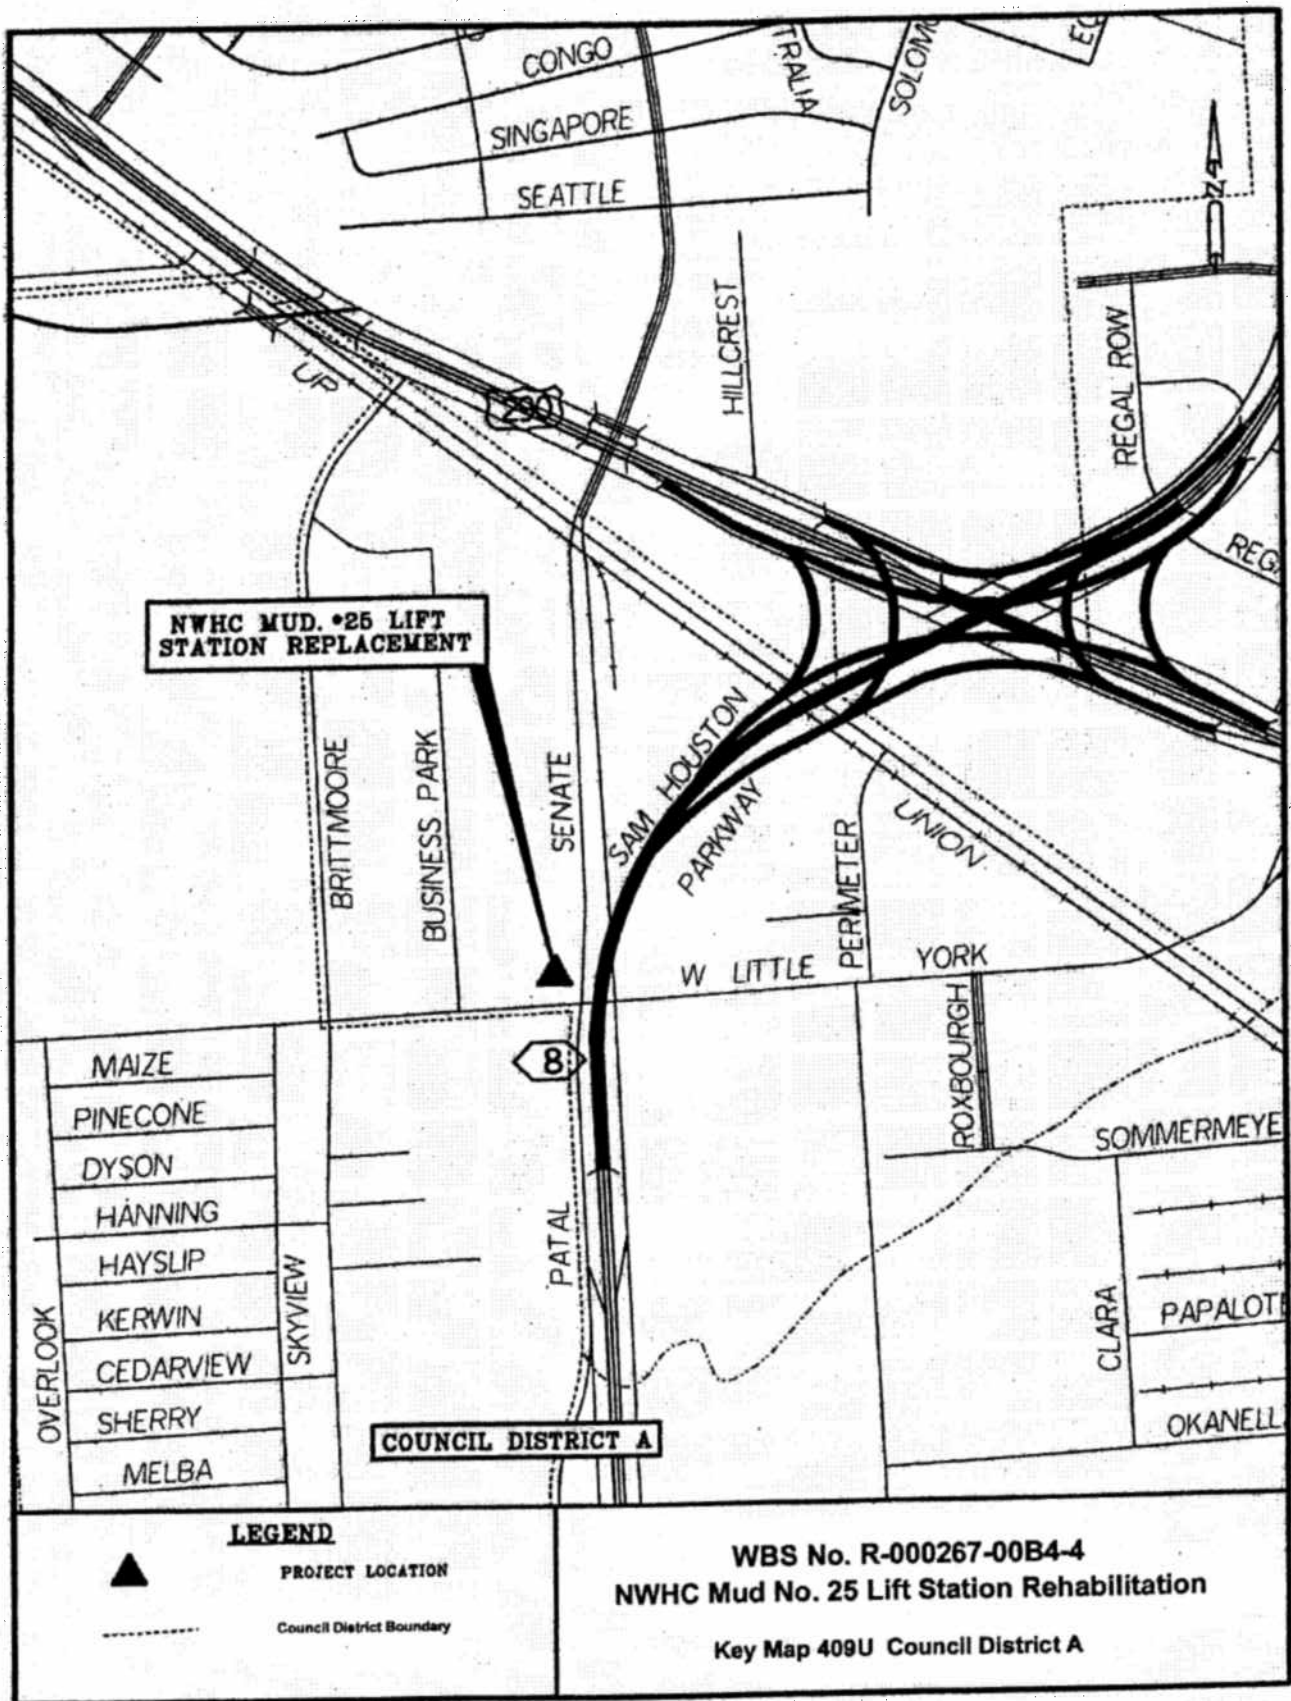 CONGO
TRALIA
SOLOMO
EC
SINGAPORE
SEATTLE
HILLCREST
REGAL ROW
UP
290
REGA
NWHC MUD. #25 LIFT
STATION REPLACEMENT
BRITTMOORE
BUSINESS PARK
SENATE
SAM HOUSTON
PARKWAY
PERIMETER
UNION
W LITTLE
YORK
ROXBOURGH
8
MAIZE
PINECONE
DYSON
HANNING
HAYSLIP
KERWIN
CEDARVIEW
SHERRY
MELBA
OVERLOOK
SKYVIEW
PATAL
SOMMERMEYE
CLARA
PAPALOTE
OKANELL
COUNCIL DISTRICT A
LEGEND
PROJECT LOCATION
Council District Boundary
WBS No. R-000267-00B4-4
NWHC Mud No. 25 Lift Station Rehabilitation
Key Map 409U Council District A